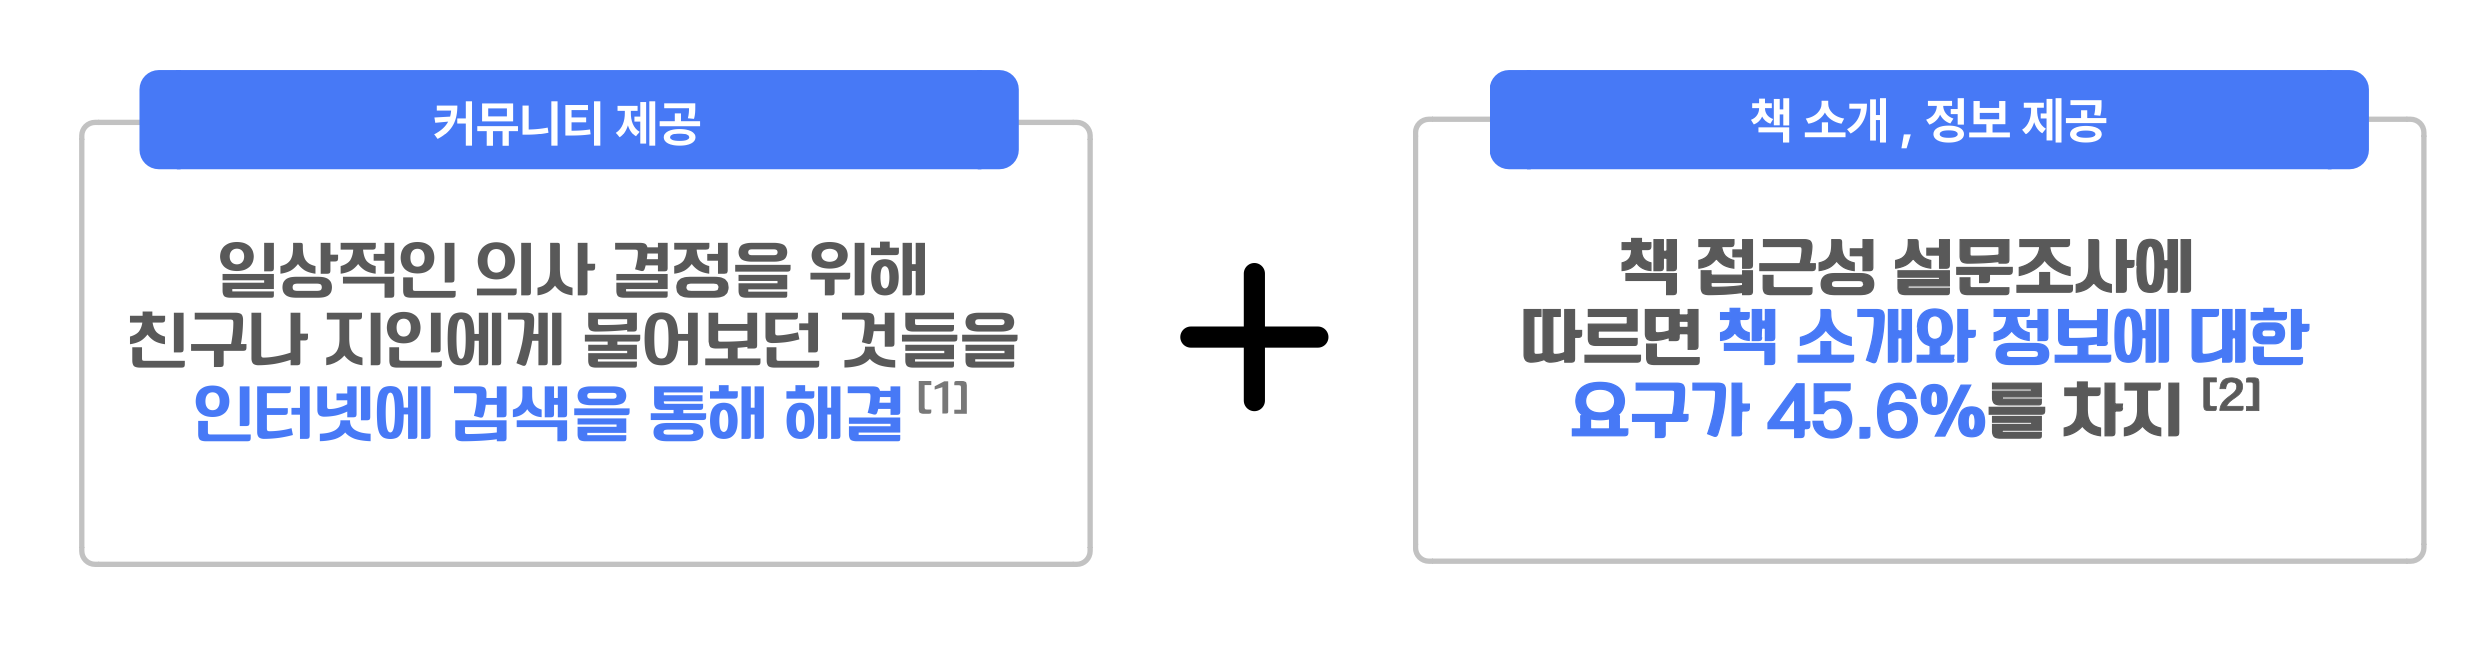 커뮤니티 제공
일상적인 의사 결정을 위해
친구나 지인에게 물어보던 것들을
인터넷에 검색을 통해 해결 [1]
책 소개 , 정보 제공
책 접근성 설문조사에
따르면 책 소개와 정보에 대한
요구가 45.6%를 차지 [2]